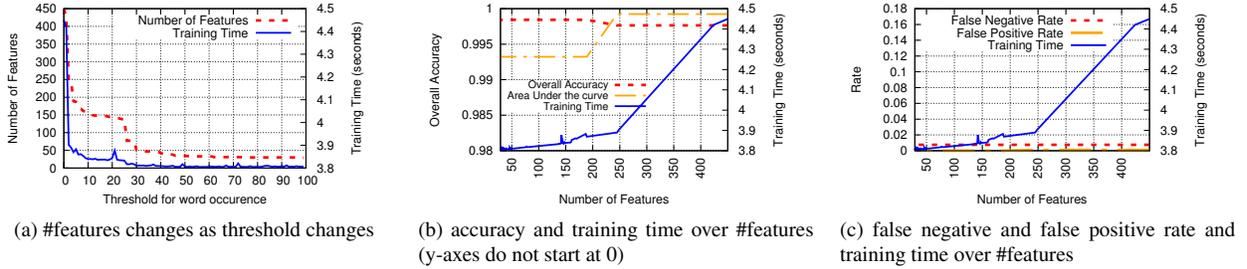 450
400
350
300
250
200
150
100
50
0
Number of Features
Number of Features
Training Time
4.5
4.4
4.3
4.2
4.1
4
3.9
3.8
Training Time (seconds)
0 10 20 30 40 50 60 70 80 90 100
Threshold for word occurence
(a) #features changes as threshold changes
1
0.995
0.99
0.985
0.98
Overall Accuracy
Overall Accuracy
Area Under the curve
Training Time
4.5
4.4
4.3
4.2
4.1
4
3.9
3.8
Training Time (seconds)
50 100 150 200 250 300 350 400
Number of Features
(b) accuracy and training time over #features
(y-axes do not start at 0)
0.18
0.16
0.14
0.12
0.1
0.08
0.06
0.04
0.02
0
Rate
False Negative Rate
False Positive Rate
Training Time
4.5
4.4
4.3
4.2
4.1
4
3.9
3.8
Training Time (seconds)
50 100 150 200 250 300 350 400
Number of Features
(c) false negative and false positive rate and
training time over #features